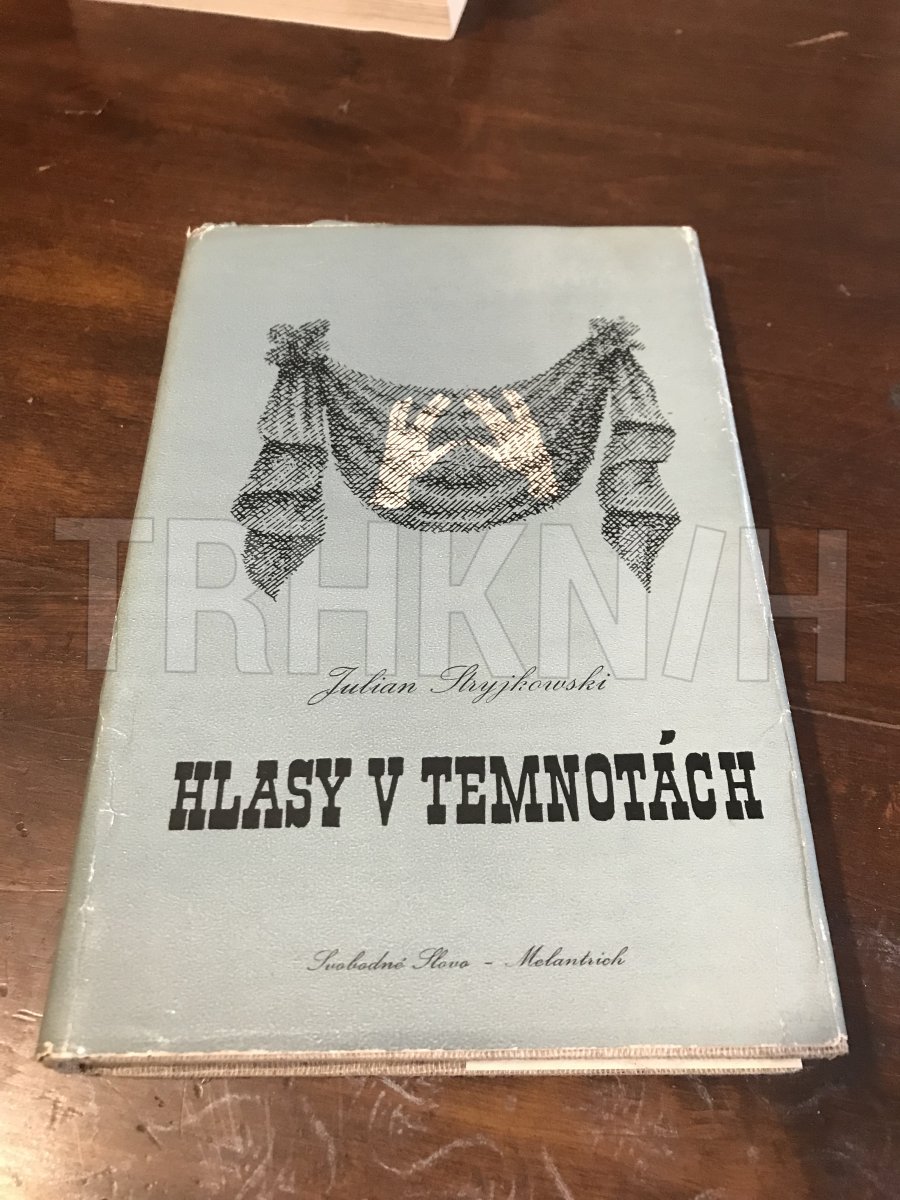 TRHKNIH
Julian Stryjkowski
HLASY V TEMNOTÁCH
Svobodné Slovo - Melantrich